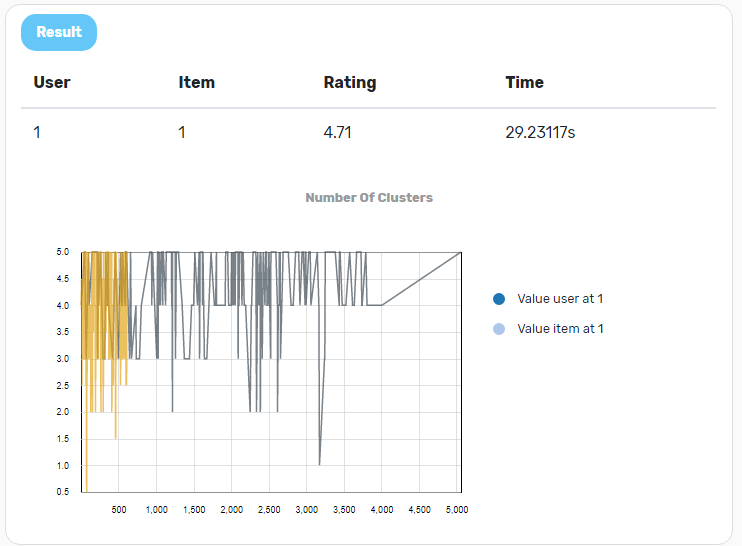 Result
User Item Rating Time
1 1 4.71 29.23117s
Number Of Clusters
5.0
4.5
4.0
3.5
3.0
2.5
2.0
1.5
1.0
0.5
500 1,000 1,500 2,000 2,500 3,000 3,500 4,000 4,500 5,000
Value user at 1
Value item at 1